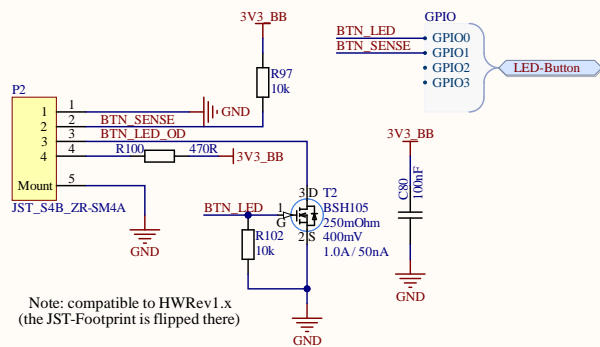 3V3_BB
BTN_LED
BTN_SENSE
GPIO
GPIO0
GPIO1
GPIO2
GPIO3
LED-Button
R97
10k
P2
1
2
3
4
Mount
1
2
3
4
5
GND
BTN_SENSE
BTN_LED_OD
R100
470R
3V3_BB
JST_S4B_ZR-SM4A
GND
BTN_LED
1
G
3
D
2
S
T2
BSH105
250mOhm
400mV
1.0A/ 50nA
R102
10k
GND
3V3_BB
C80
100nF
GND
Note: compatible to HWRev1.x
(the JST-Footprint is flipped there)